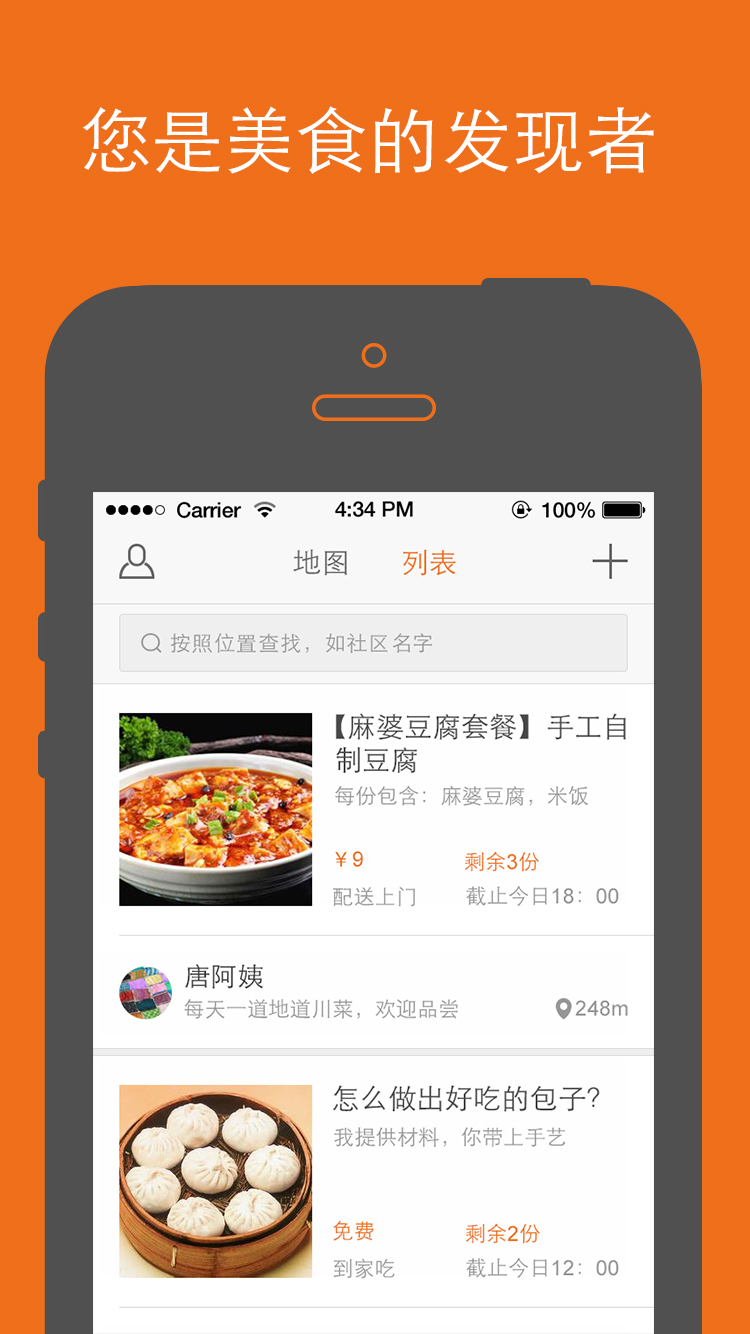 您是美食的发现者
Carrier 4:34 PM 100%
地图 列表
按照位置查找，如社区名字
【麻婆豆腐套餐】手工自
制豆腐
每份包含：麻婆豆腐，米饭
¥9 剩余3份
配送上门 截止今日18：00
唐阿姨
每天一道地道川菜，欢迎品尝
248m
怎么做出好吃的包子？
我提供材料，你带上手艺
免费 剩余2份
到家吃 截止今日12：00